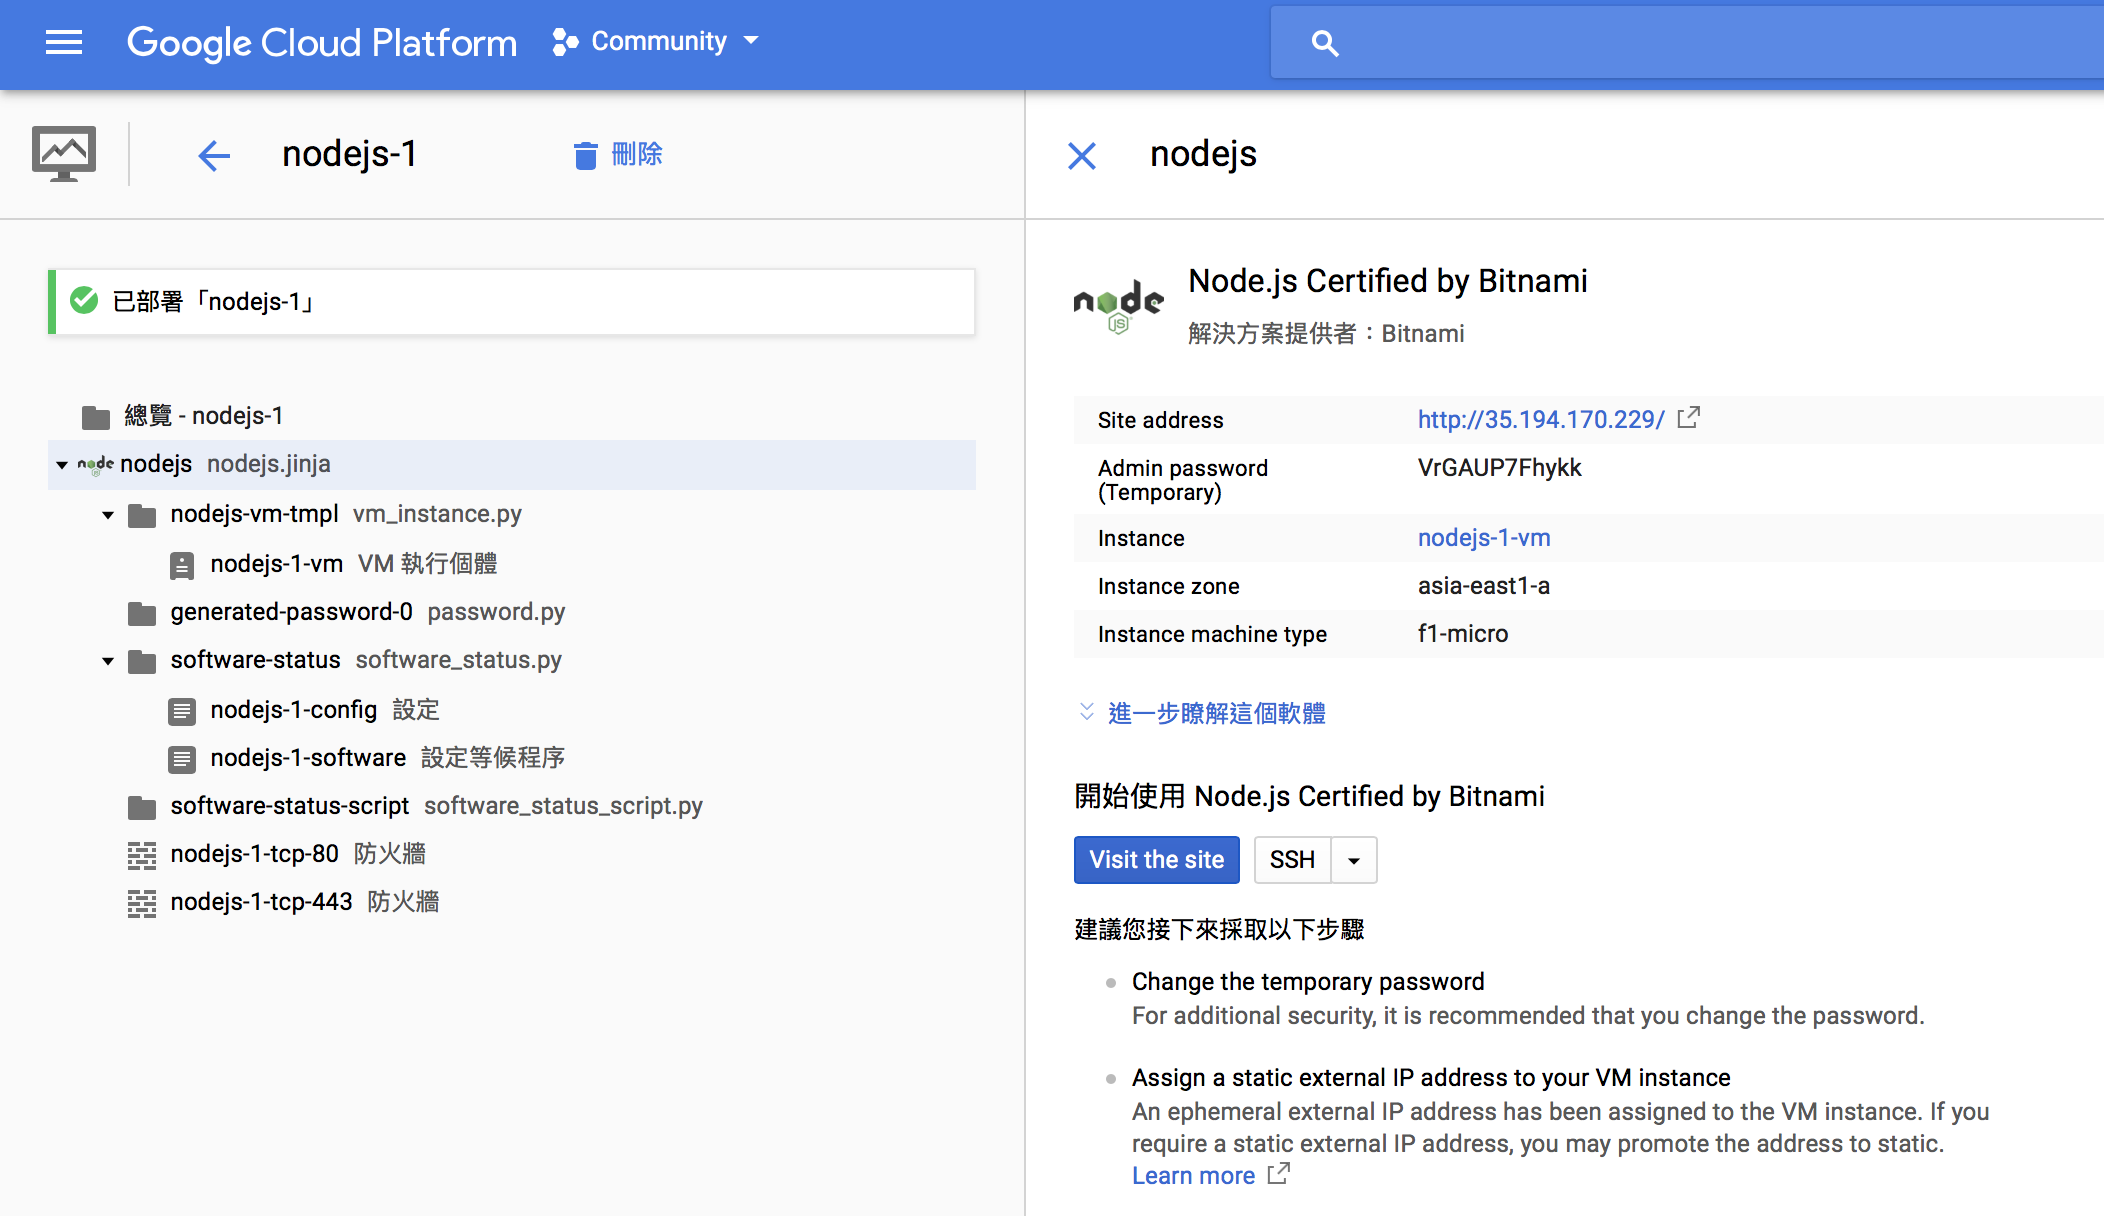 Google Cloud Platform Community
nodejs-1 刪除
已部署「nodejs-1」
總覽 - nodejs-1
node nodejs nodejs.jinja
nodejs-vm-tmpl vm_instance.py
nodejs-1-vm VM 執行個體
generated-password-0 password.py
software-status software_status.py
nodejs-1-config 設定
nodejs-1-software 設定等候程序
software-status-script software_status_script.py
nodejs-1-tcp-80 防火牆
nodejs-1-tcp-443 防火牆
nodejs
node
JS
Node.js Certified by Bitnami
解決方案提供者：Bitnami
Site address http://35.194.170.229/
Admin password VrGAUP7Fhykk
(Temporary)
Instance nodejs-1-vm
Instance zone asia-east1-a
Instance machine type f1-micro
進一步瞭解這個軟體
開始使用 Node.js Certified by Bitnami
Visit the site SSH
建議您接下來採取以下步驟
Change the temporary password
For additional security, it is recommended that you change the password.
Assign a static external IP address to your VM instance
An ephemeral external IP address has been assigned to the VM instance. If you
require a static external IP address, you may promote the address to static.
Learn more